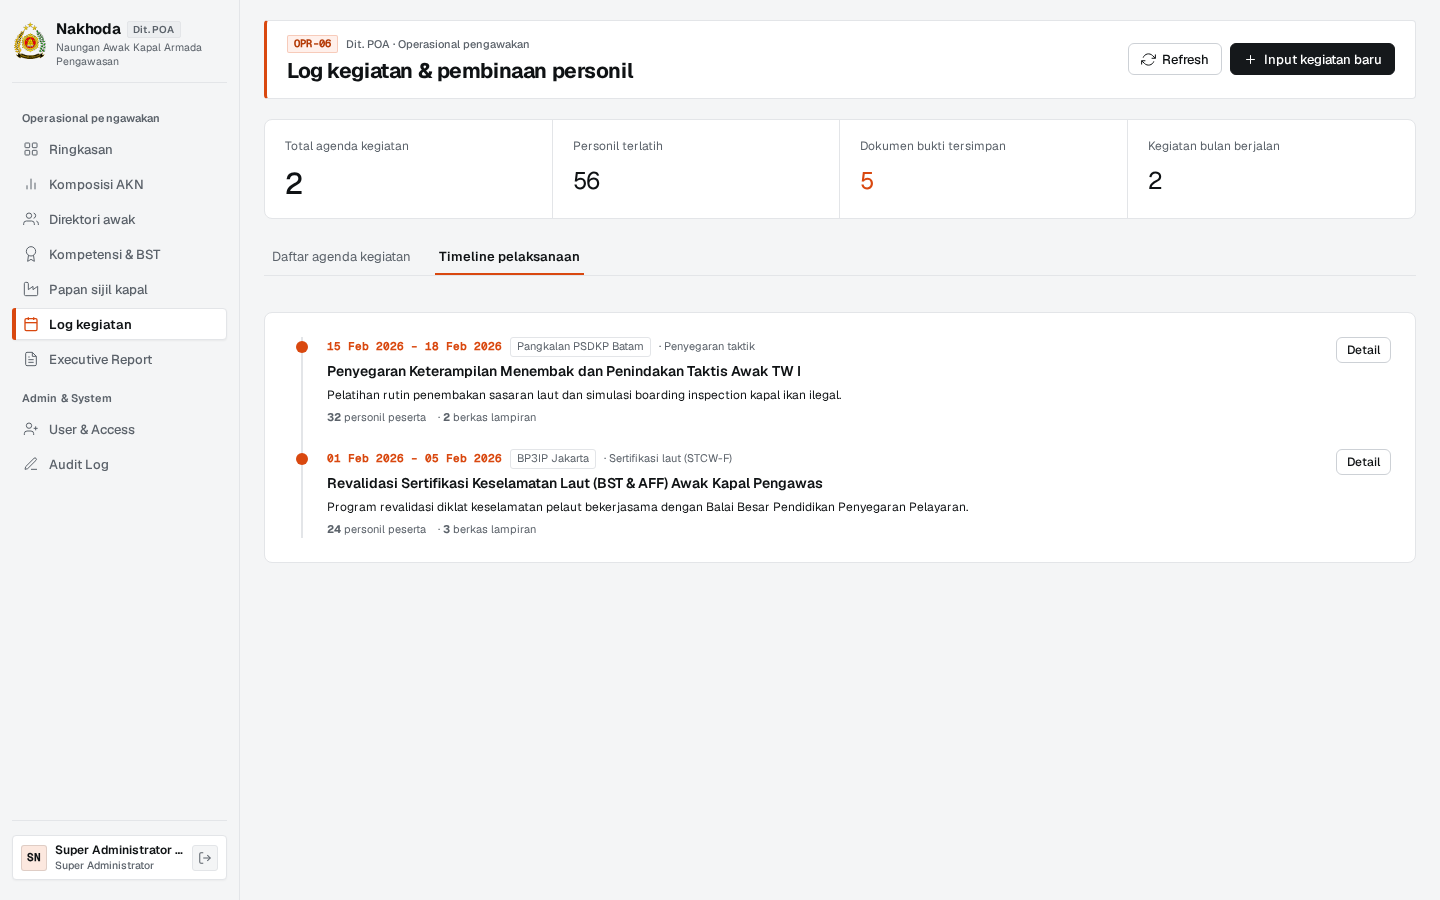 Nakhoda Dit. POA
Naungan Awak Kapal Armada
Pengawasan
Operasional pengawakan
Ringkasan
Komposisi AKN
Direktori awak
Kompetensi & BST
Papan sijil kapal
Log kegiatan
Executive Report
Admin & System
User & Access
Audit Log
SN
Super Administrator ...
Super Administrator
OPR-06 Dit. POA · Operasional pengawakan
Log kegiatan & pembinaan personil
Refresh
+ Input kegiatan baru
Total agenda kegiatan
2
Personil terlatih
56
Dokumen bukti tersimpan
5
Kegiatan bulan berjalan
2
Daftar agenda kegiatan
Timeline pelaksanaan
15 Feb 2026 - 18 Feb 2026 Pangkalan PSDKP Batam · Penyegaran taktik
Detail
Penyegaran Keterampilan Menembak dan Penindakan Taktis Awak TW I
Pelatihan rutin penembakan sasaran laut dan simulasi boarding inspection kapal ikan ilegal.
32 personil peserta · 2 berkas lampiran
01 Feb 2026 - 05 Feb 2026 BP3IP Jakarta · Sertifikasi laut (STCW-F)
Detail
Revalidasi Sertifikasi Keselamatan Laut (BST & AFF) Awak Kapal Pengawas
Program revalidasi diklat keselamatan pelaut bekerjasama dengan Balai Besar Pendidikan Penyegaran Pelayaran.
24 personil peserta · 3 berkas lampiran